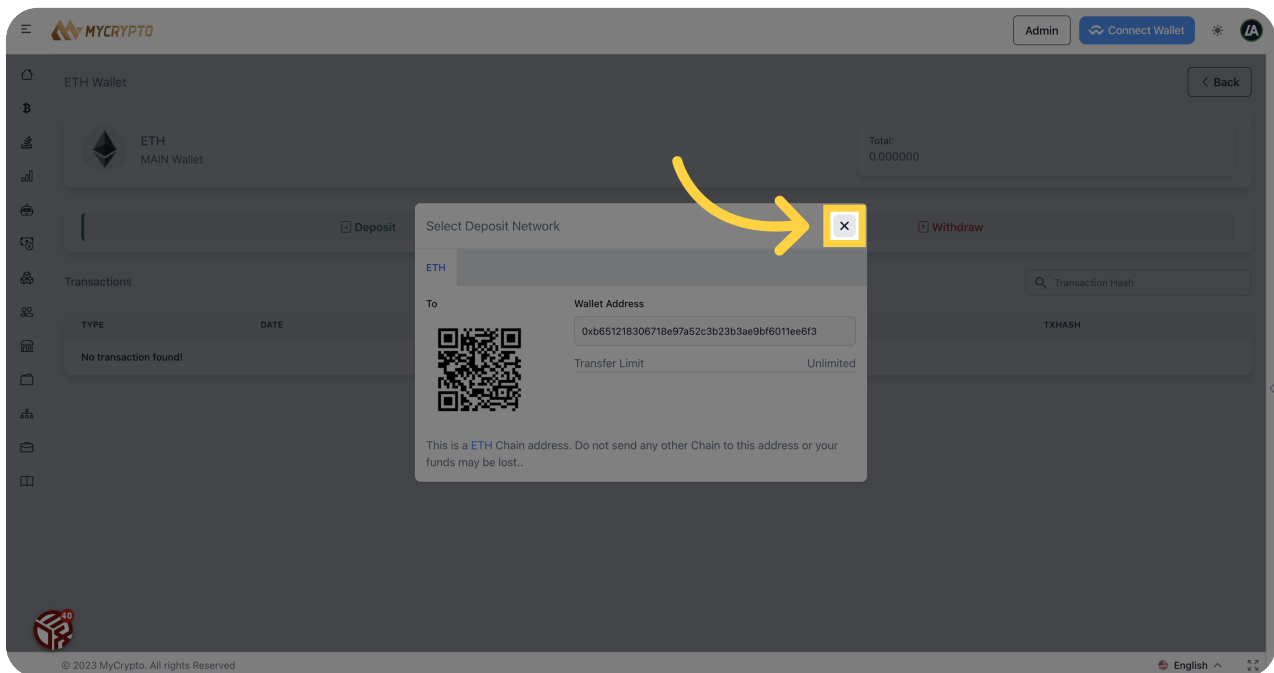 MYCRYPTO
Admin
Connect Wallet
ETH Wallet
Back
ETH
MAIN Wallet
Total:
0.000000
Deposit
Withdraw
Select Deposit Network
ETH
To
Wallet Address
0xb651218306718e97a52c3b23b3ae9bf6011ee6f3
Transfer Limit
Unlimited
This is a ETH Chain address. Do not send any other Chain to this address or your
funds may be lost..
Transactions
Transaction Hash
TYPE
DATE
TXHASH
No transaction found!
40
© 2023 MyCrypto. All rights Reserved
English